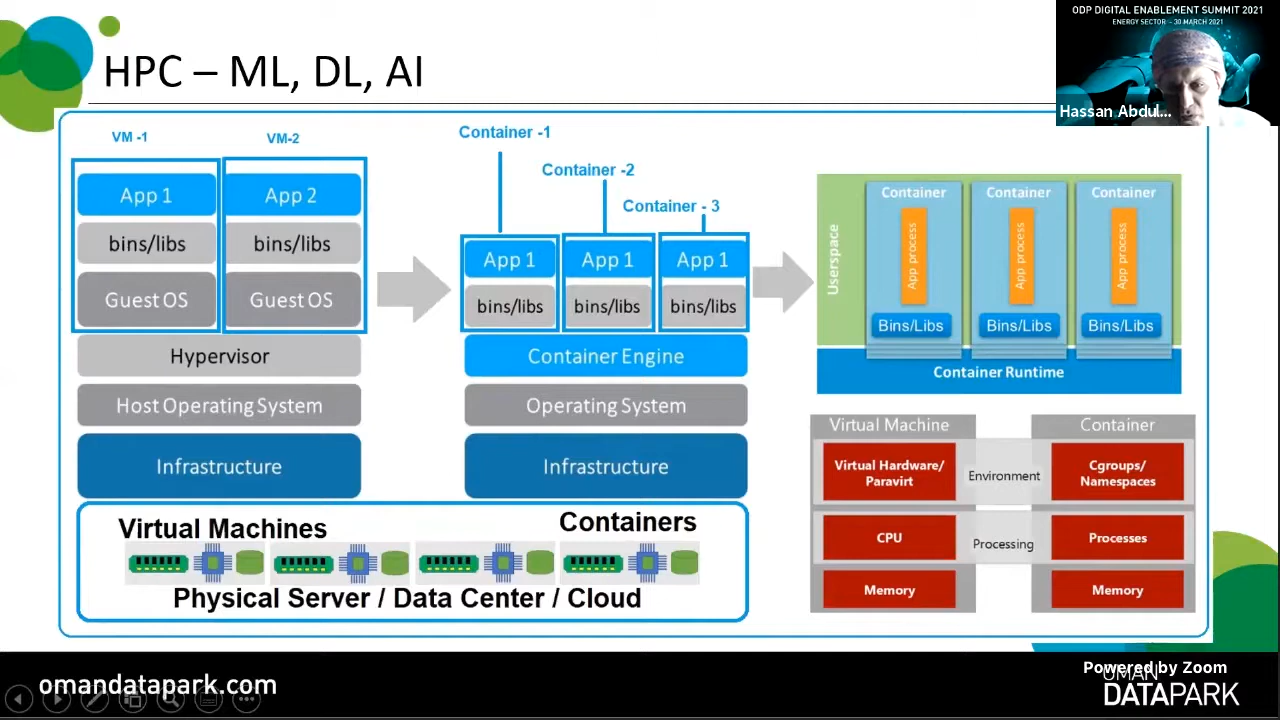 ODP DIGITAL ENABLEMENT SUMMIT 2021
ENERGY SECTOR - 30 MARCH 2021
Hassan Abdul...
HPC – ML, DL, AI
VM -1
VM-2
App 1
App 2
bins/libs
bins/libs
Guest OS
Guest OS
Hypervisor
Host Operating System
Infrastructure
Container -1
Container -2
Container - 3
App 1
App 1
App 1
bins/libs
bins/libs
bins/libs
Container Engine
Operating System
Infrastructure
Virtual Machines
Containers
Physical Server / Data Center / Cloud
Userspace
Container
Container
Container
App process
App process
App process
Bins/Libs
Bins/Libs
Bins/Libs
Container Runtime
Virtual Machine
Container
Virtual Hardware/
Paravirt
Environment
Cgroups/
Namespaces
CPU
Processing
Processes
Memory
Memory
omandatapark.com
Powered by Zoom
OMAN
DATAPARK